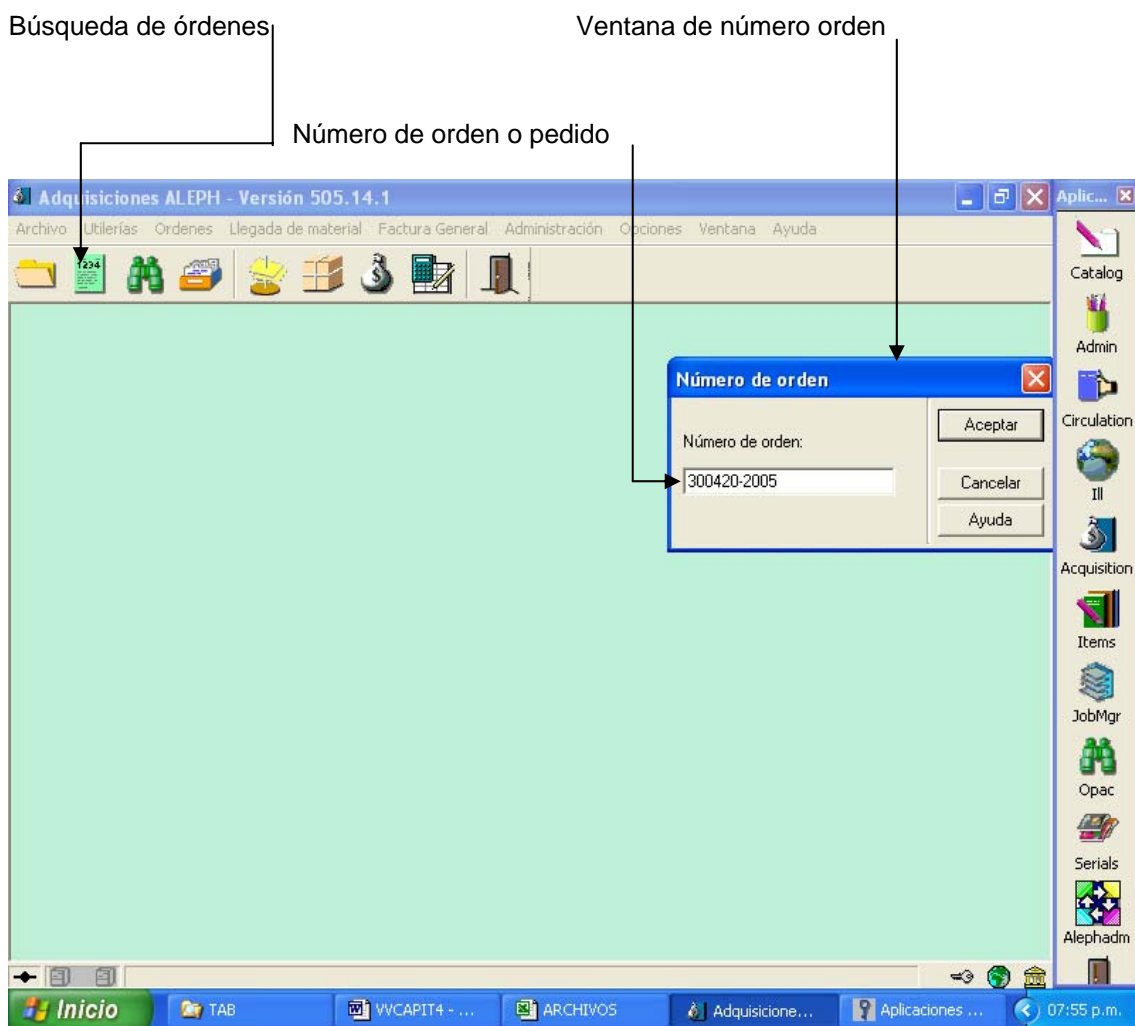 Búsqueda de órdenes
Ventana de número orden
Número de orden o pedido
Adquisiciones ALEPH - Versión 505.14.1
Aplic...
Archivo Utilerías Ordenes Llegada de material Factura General Administración Opciones Ventana Ayuda
1234
Catalog
Admin
Circulation
Ill
Acquisition
Items
JobMgr
Opac
Serials
Alephadm
Número de orden
Número de orden:
300420-2005
Aceptar
Cancelar
Ayuda
Inicio
TAB
VVCAPIT4 - ...
ARCHIVOS
Adquisicione...
Aplicaciones ...
07:55 p.m.